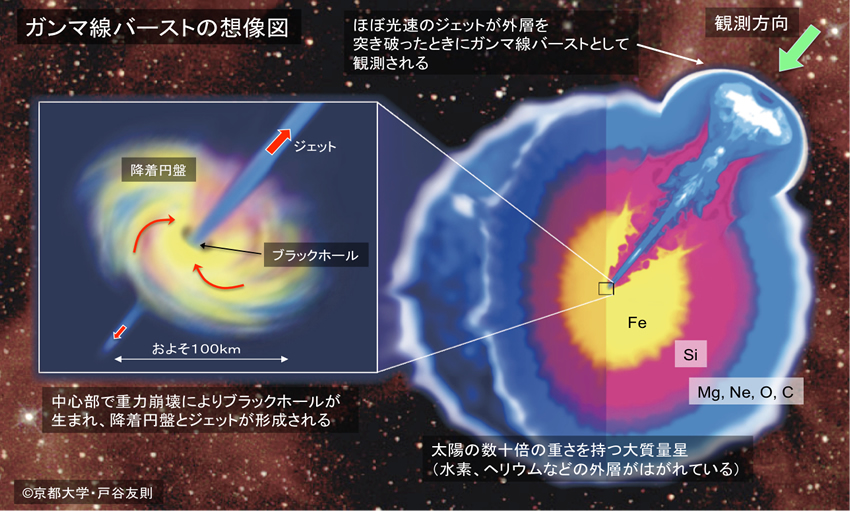 ガンマ線バーストの想像図
ほぼ光速のジェットが外層を
突き破ったときにガンマ線バーストとして
観測される
観測方向
降着円盤
ジェット
ブラックホール
およそ100km
中心部で重力崩壊によりブラックホールが
生まれ、降着円盤とジェットが形成される
Fe
Si
Mg, Ne, O, C
太陽の数十倍の重さを持つ大質量星
（水素、ヘリウムなどの外層がはがれている）
©京都大学・戸谷友則